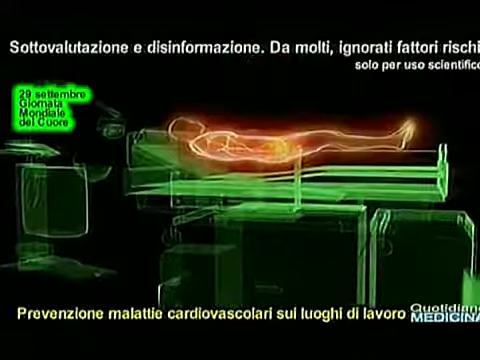 Sottovalutazione e disinformazione. Da molti, ignorati fattori rischi
solo per uso scientifico
29 settembre
Giornata
Mondiale
del Cuore
Prevenzione malattie cardiovascolari sui luoghi di lavoro
Quotidiano
MEDICINA